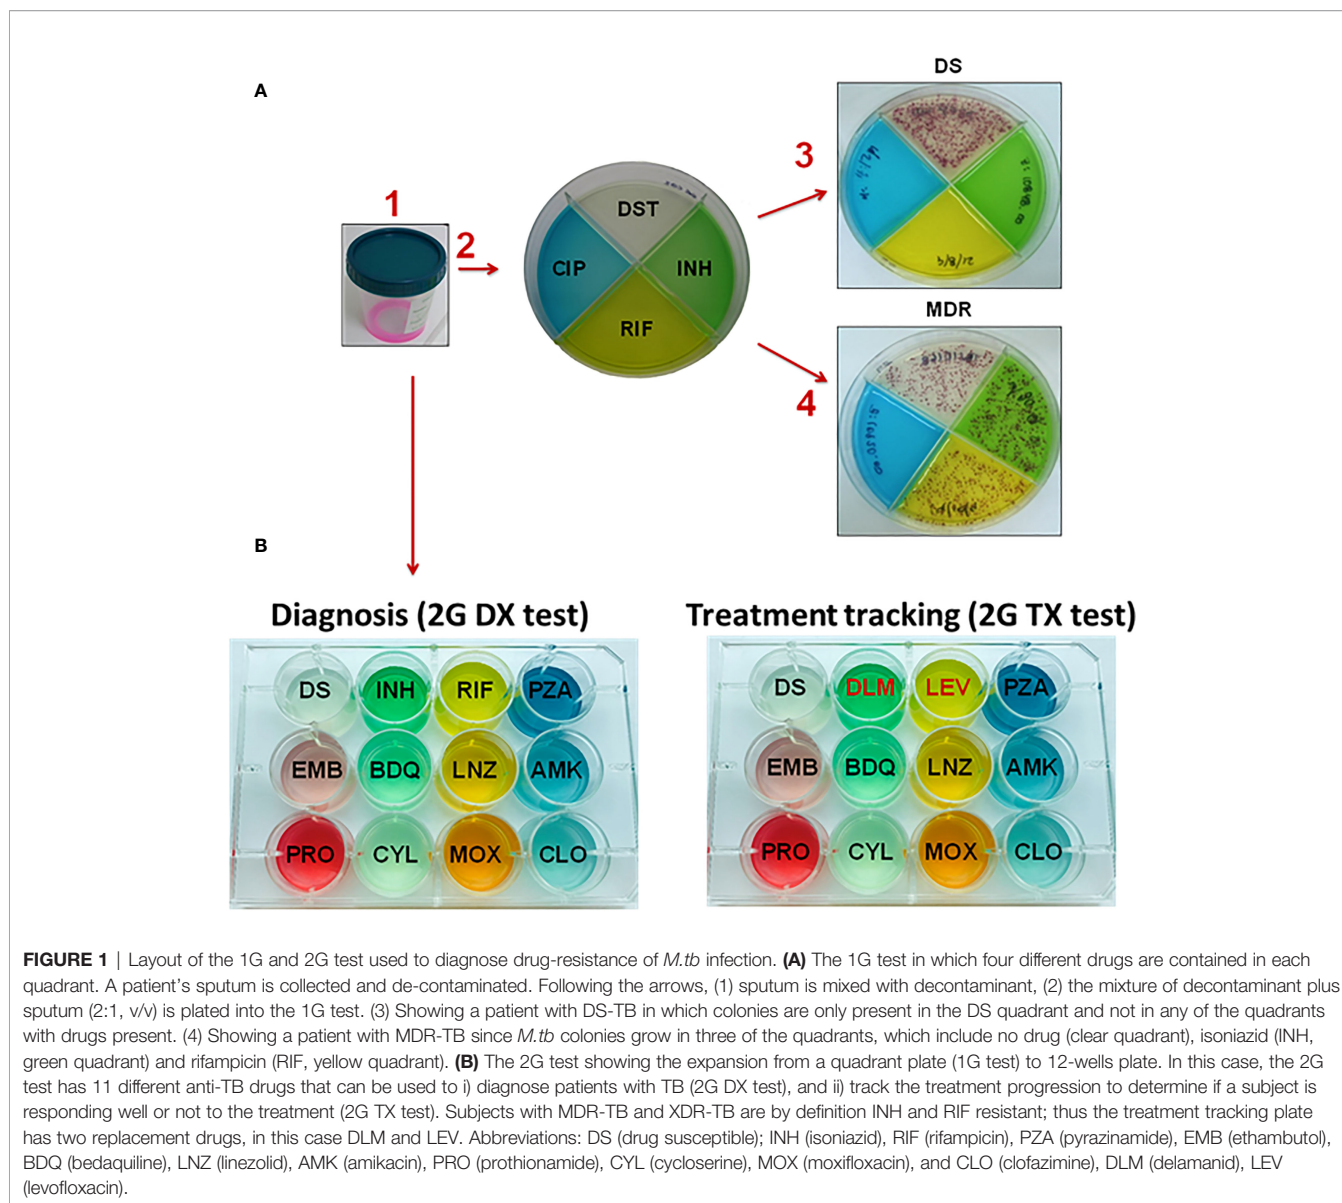 A
DS
1
2
3
DST
CIP
INH
RIF
21/8/9
MDR
4
B
Diagnosis (2G DX test)
Treatment tracking (2G TX test)
DS INH RIF PZA
EMB BDQ LNZ AMK
PRO CYL MOX CLO
DS DLM LEV PZA
EMB BDQ LNZ AMK
PRO CYL MOX CLO
FIGURE 1 | Layout of the 1G and 2G test used to diagnose drug-resistance of M.tb infection. (A) The 1G test in which four different drugs are contained in each
quadrant. A patient's sputum is collected and de-contaminated. Following the arrows, (1) sputum is mixed with decontaminant, (2) the mixture of decontaminant plus
sputum (2:1, v/v) is plated into the 1G test. (3) Showing a patient with DS-TB in which colonies are only present in the DS quadrant and not in any of the quadrants
with drugs present. (4) Showing a patient with MDR-TB since M.tb colonies grow in three of the quadrants, which include no drug (clear quadrant), isoniazid (INH,
green quadrant) and rifampicin (RIF, yellow quadrant). (B) The 2G test showing the expansion from a quadrant plate (1G test) to 12-wells plate. In this case, the 2G
test has 11 different anti-TB drugs that can be used to i) diagnose patients with TB (2G DX test), and ii) track the treatment progression to determine if a subject is
responding well or not to the treatment (2G TX test). Subjects with MDR-TB and XDR-TB are by definition INH and RIF resistant; thus the treatment tracking plate
has two replacement drugs, in this case DLM and LEV. Abbreviations: DS (drug susceptible); INH (isoniazid), RIF (rifampicin), PZA (pyrazinamide), EMB (ethambutol),
BDQ (bedaquiline), LNZ (linezolid), AMK (amikacin), PRO (prothionamide), CYL (cycloserine), MOX (moxifloxacin), and CLO (clofazimine), DLM (delamanid), LEV
(levofloxacin).